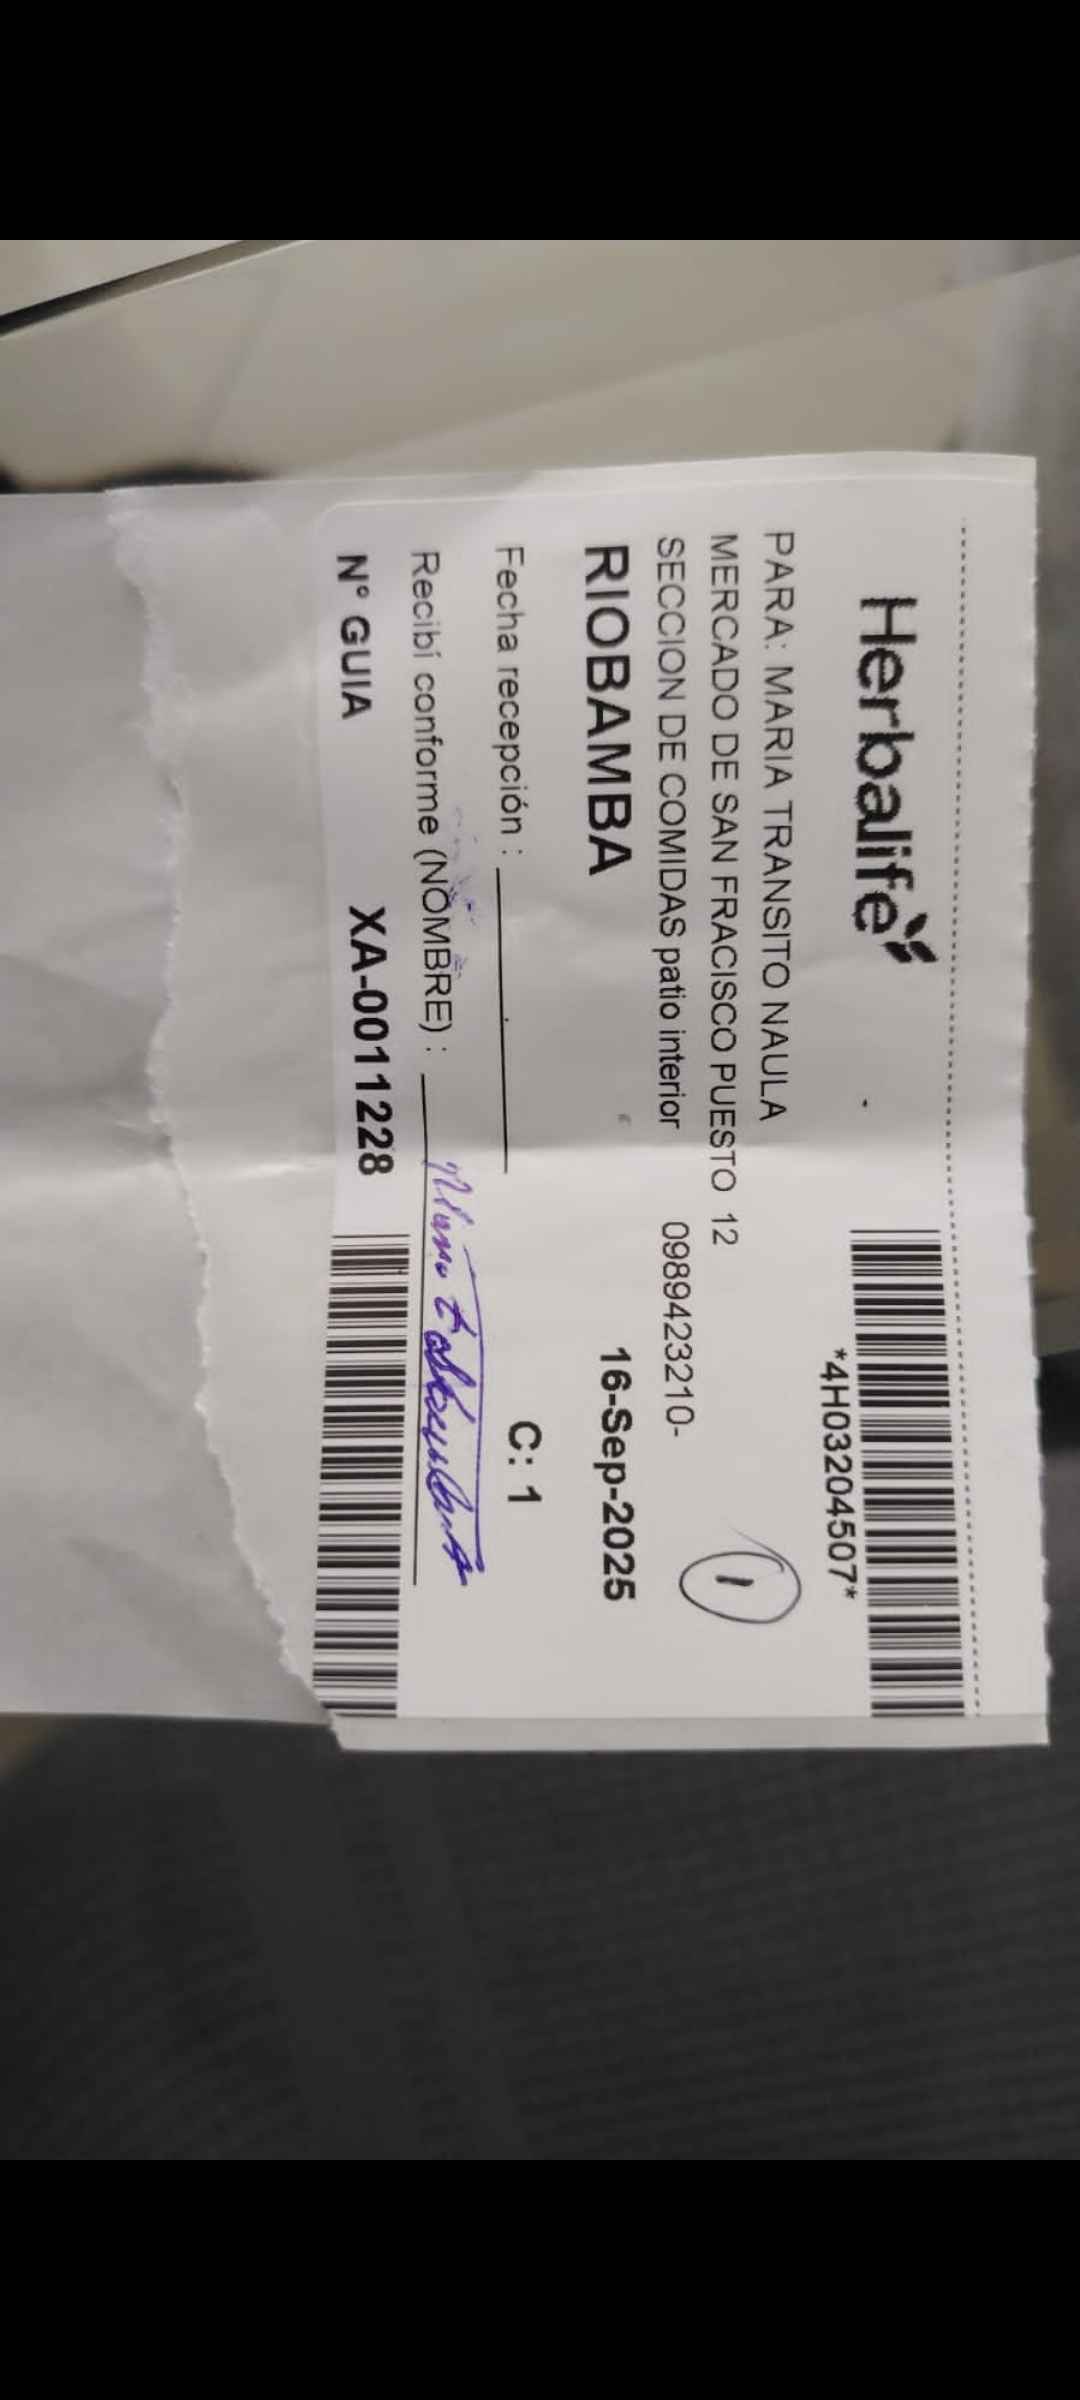 Herbalife
*4H03204507*
PARA: MARIA TRANSITO NAULA
1
MERCADO DE SAN FRACISCO PUESTO 12
SECCION DE COMIDAS patio interior 0989423210-
RIOBAMBA 16-Sep-2025
Fecha recepción : C: 1
Recibí conforme (NOMBRE) :
N° GUIA XA-0011228